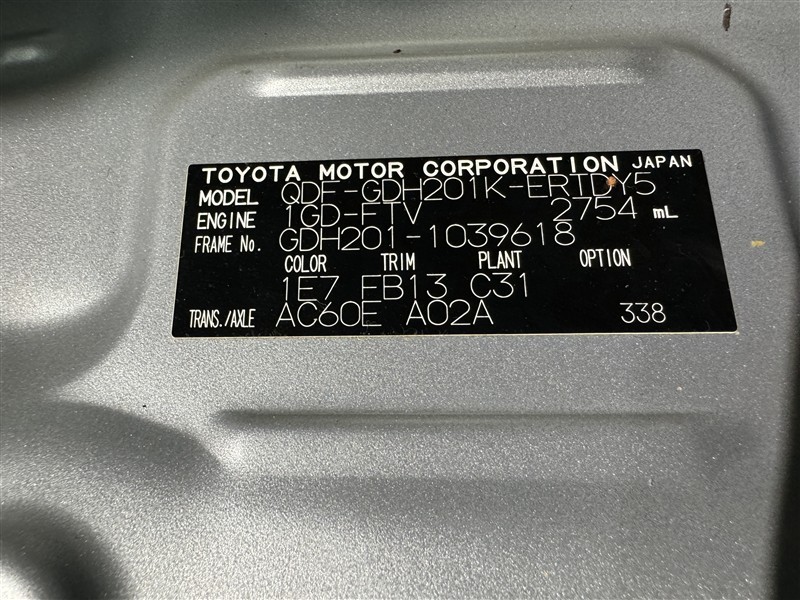 TOYOTA MOTOR CORPORATION JAPAN
MODEL QDF-GDH201K-ERTDY5
ENGINE 1GD-FTV 2754 mL
FRAME No. GDH201-1039618
COLOR TRIM PLANT OPTION
1E7 FB13 C31
TRANS./AXLE AC60E A02A 338